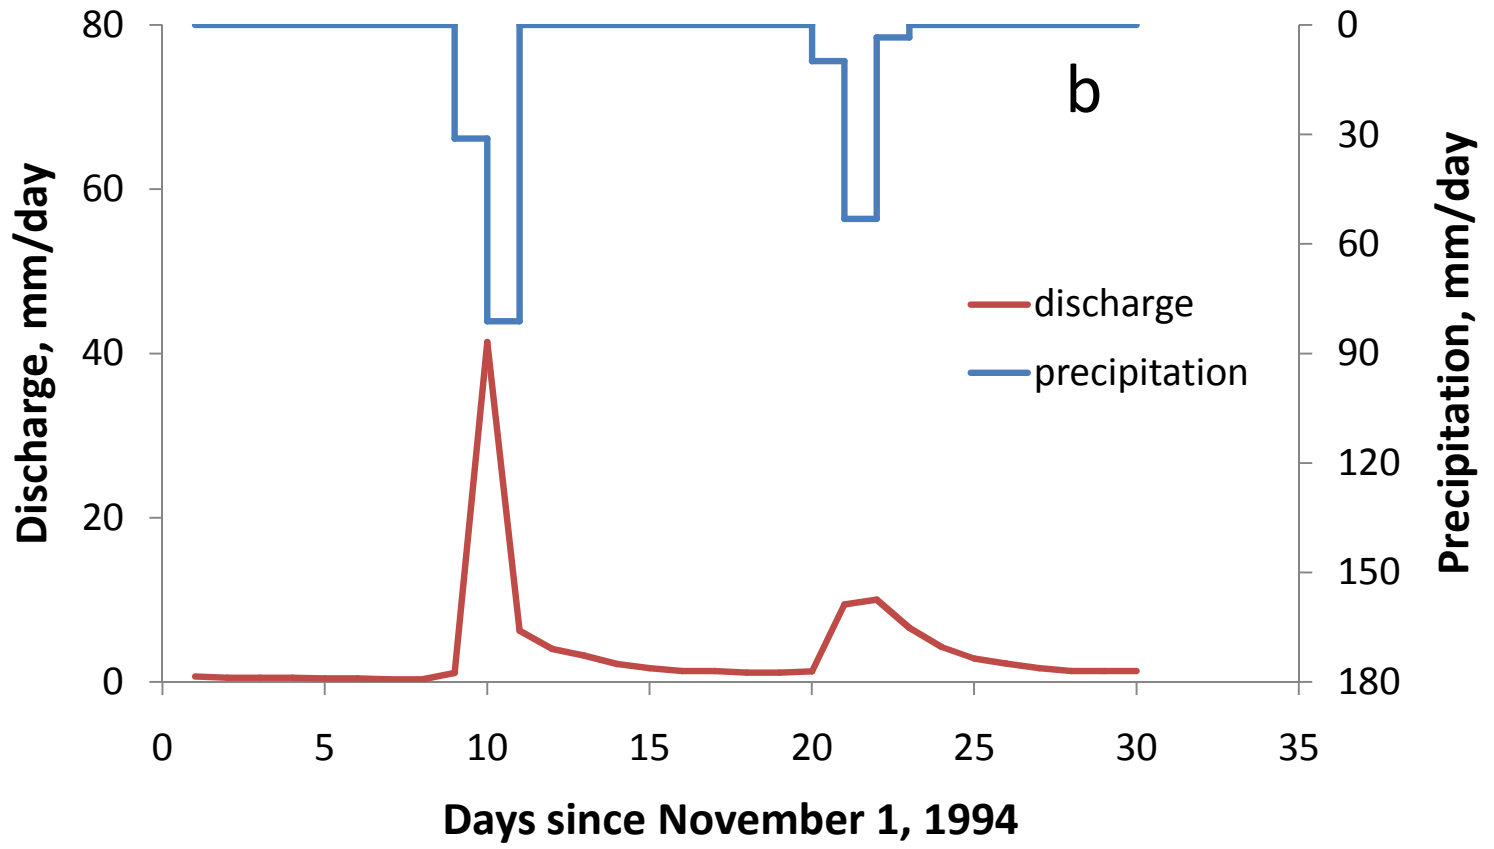 80
60
40
20
0
Discharge, mm/day
0
30
60
90
120
150
180
Precipitation, mm/day
b
discharge
precipitation
0 5 10 15 20 25 30 35
Days since November 1, 1994